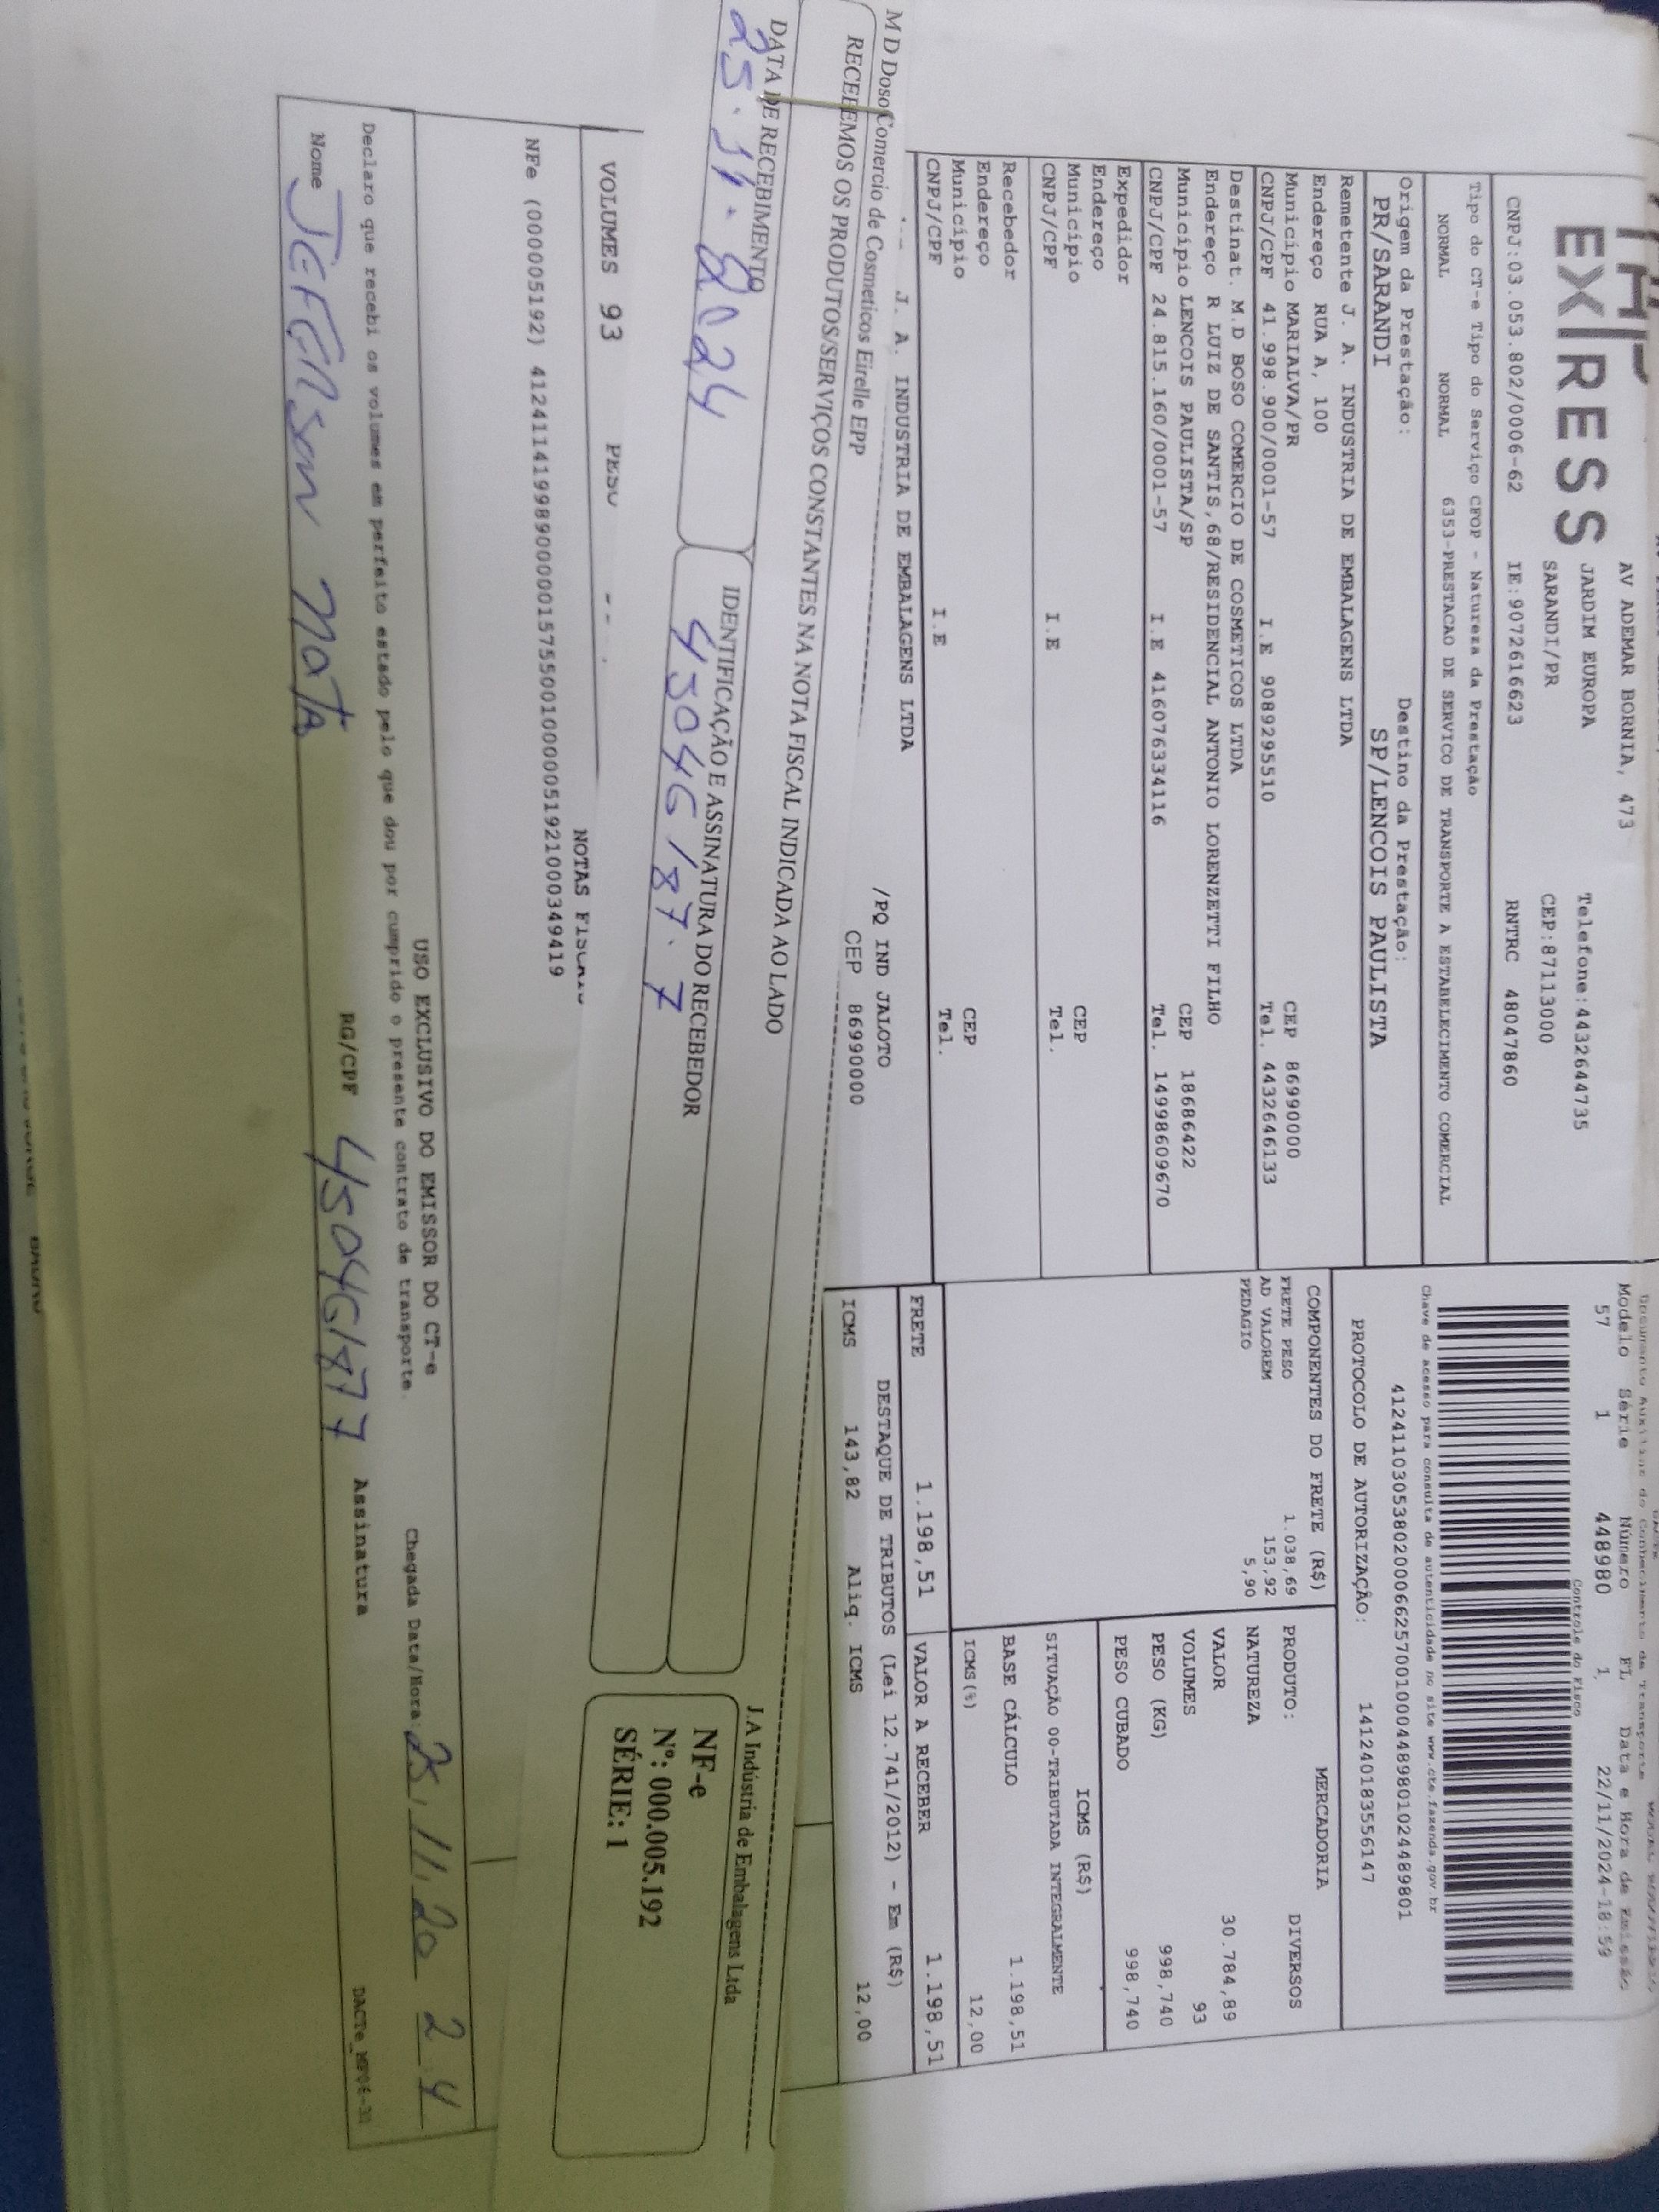 EXPRESS
AV ADEMAR BORNIA, 473
JARDIM EUROPA Telefone:4432644735
SARANDI/PR CEP:87113000
CNPJ:03.053.802/0006-62 IE:9072616623 RNTRC 48047860
Tipo do CT-e Tipo do Serviço CFOP - Natureza da Prestação
NORMAL NORMAL 6353-PRESTACAO DE SERVICO DE TRANSPORTE A ESTABELECIMENTO COMERCIAL
Origem da Prestação: Destino da Prestação:
PR/SARANDI SP/LENCOIS PAULISTA
Remetente J. A. INDUSTRIA DE EMBALAGENS LTDA
Endereço RUA A, 100
Município MARIALVA/PR CEP 86990000
CNPJ/CPF 41.998.900/0001-57 I.E 9089295510 Tel. 4432646133
Destinat. M.D BOSO COMERCIO DE COSMETICOS LTDA
Endereço R LUIZ DE SANTIS,68/RESIDENCIAL ANTONIO LORENZETTI FILHO
Município LENCOIS PAULISTA/SP CEP 18686422
CNPJ/CPF 24.815.160/0001-57 I.E 416076334116 Tel. 14998609670
Expedidor
Endereço
Município CEP
CNPJ/CPF I.E Tel.
Recebedor
Endereço
Município CEP
CNPJ/CPF I.E Tel.
J. A. INDUSTRIA DE EMBALAGENS LTDA
/PQ IND JALOTO
CEP 86990000
Documento Auxiliar do Conhecimento de Transporte
Modelo Série Número FL Data e Hora de Emissão
57 1 448980 1, 22/11/2024-18:59
Controle do Fisco
Chave de acesso para consulta de autenticidade no site www.cte.fazenda.gov.br
41241103053802000662570010004489801024489801
PROTOCOLO DE AUTORIZAÇÃO: 141240183556147
COMPONENTES DO FRETE (R$)
FRETE PESO 1.038,69
AD VALOREM 153,92
PEDAGIO 5,90
MERCADORIA
PRODUTO: DIVERSOS
NATUREZA
VALOR 30.784,89
VOLUMES 93
PESO (KG) 998,740
PESO CUBADO 998,740
ICMS (R$)
SITUAÇÃO 00-TRIBUTADA INTEGRALMENTE
BASE CÁLCULO 1.198,51
ICMS(%) 12,00
FRETE 1.198,51 VALOR A RECEBER 1.198,51
DESTAQUE DE TRIBUTOS (Lei 12.741/2012) - Em (R$)
ICMS 143,82 Aliq. ICMS 12,00
M D Doso Comercio de Cosmeticos Eirelle EPP
RECEBEMOS OS PRODUTOS/SERVIÇOS CONSTANTES NA NOTA FISCAL INDICADA AO LADO
DATA DE RECEBIMENTO IDENTIFICAÇÃO E ASSINATURA DO RECEBEDOR
25.11.2024 45046187.7
J.A Indústria de Embalagens Ltda
NF-e
Nº: 000.005.192
SÉRIE: 1
VOLUMES 93 PESO
NOTAS FISCAIS
NFe (000005192) 41241141998900000157550010000051921000349419
USO EXCLUSIVO DO EMISSOR DO CT-e
Declaro que recebi os volumes em perfeito estado pelo que dou por cumprido o presente contrato de transporte.
Chegada Data/Hora: 25, 11, 20 24
Nome JEFERSON MOTA RG/CPF 450461877 Assinatura